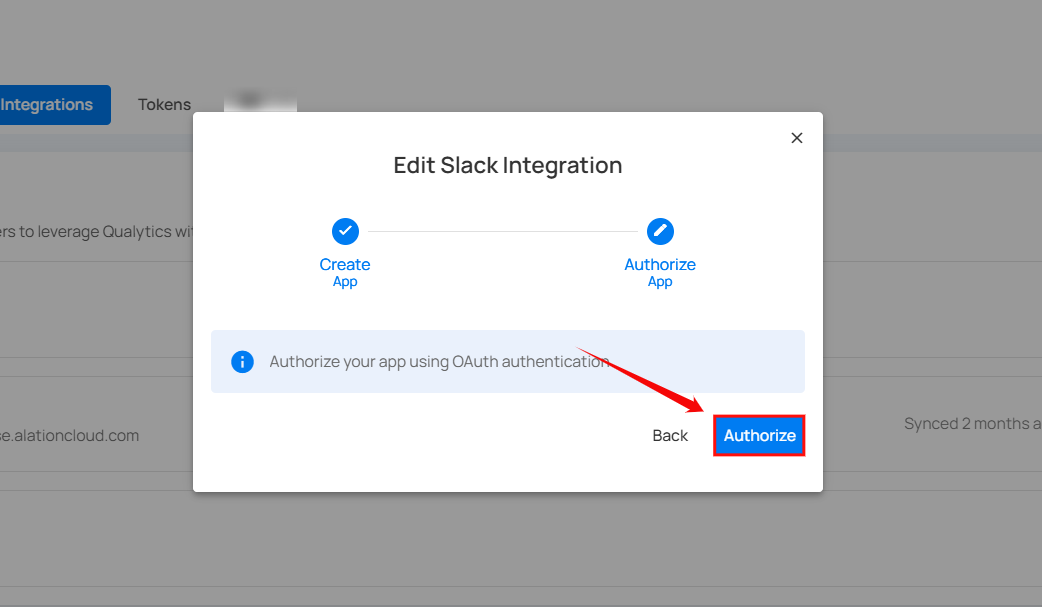 Integrations
Tokens
Edit Slack Integration
ers to leverage Qualytics wit
Create
App
Authorize
App
Authorize your app using OAuth authentication
Back
Authorize
se.alationcloud.com
Synced 2 months a